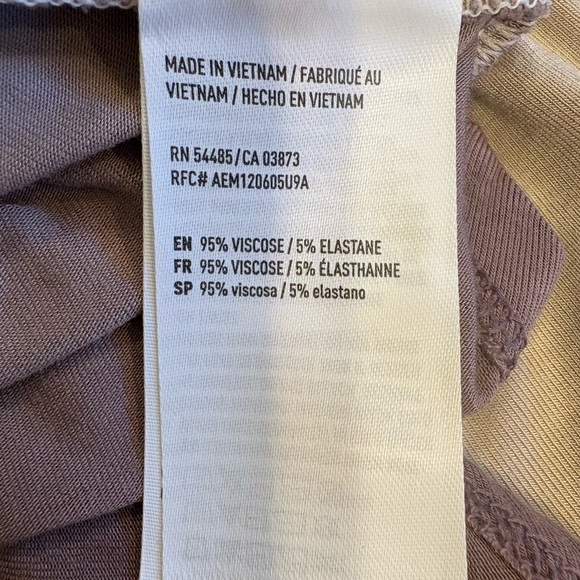 MADE IN VIETNAM / FABRIQUÉ AU
VIETNAM / HECHO EN VIETNAM
RN 54485/CA 03873
RFC# AEM120605U9A
EN 95% VISCOSE / 5% ELASTANE
FR 95% VISCOSE / 5% ÉLASTHANNE
SP 95% viscosa / 5% elastano